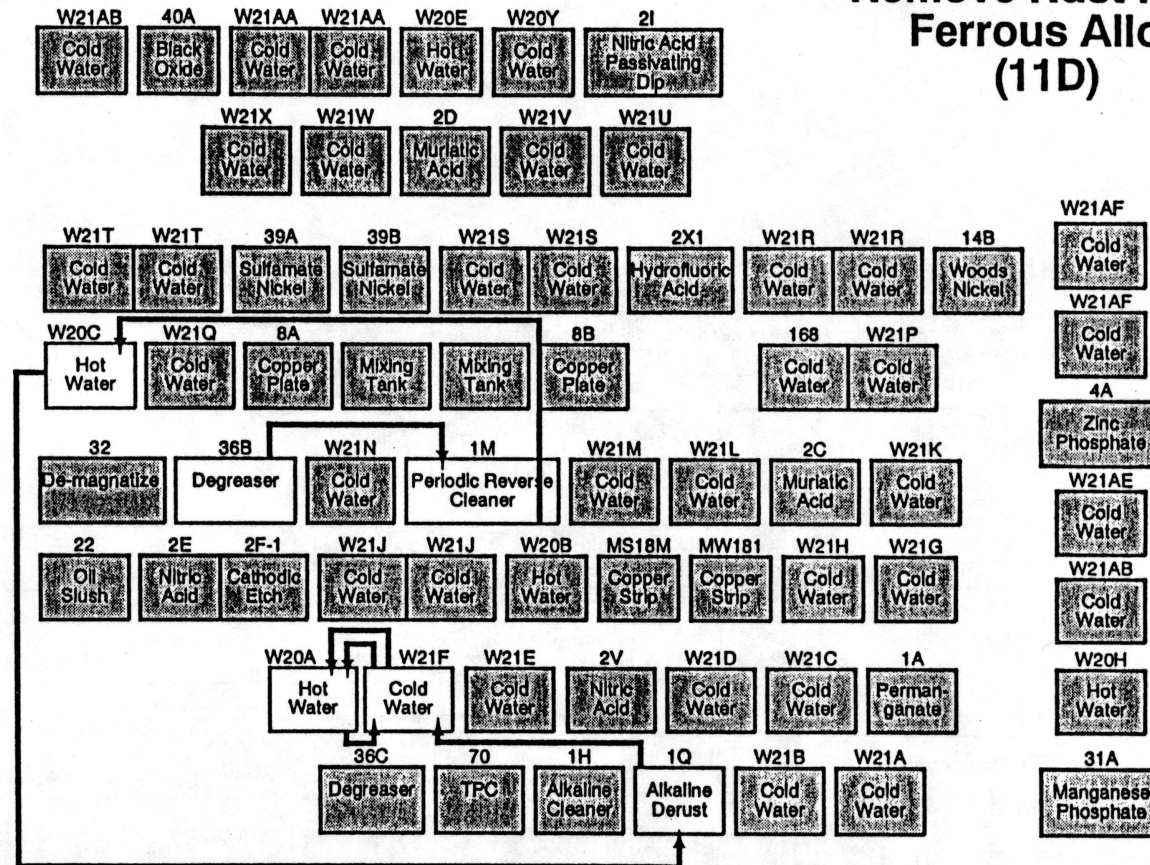 Ferrous Allo
(11D)
W21AB 40A W21AA W21AA W20E W20Y 2I
Cold Water
Black Oxide
Cold Water
Cold Water
Hot Water
Cold Water
Nitric Acid Passivating Dip
W21X W21W 2D W21V W21U
Cold Water
Cold Water
Muriatic Acid
Cold Water
Cold Water
W21T W21T 39A 39B W21S W21S 2X1 W21R W21R 14B
Cold Water
Cold Water
Sulfamate Nickel
Sulfamate Nickel
Cold Water
Cold Water
Hydrofluoric Acid
Cold Water
Cold Water
Woods Nickel
W20C W21Q 8A 8B 168 W21P
Hot Water
Cold Water
Copper Plate
Mixing Tank
Mixing Tank
Copper Plate
Cold Water
Cold Water
32 36B W21N 1M W21M W21L 2C W21K
De-magnatize
Degreaser
Cold Water
Periodic Reverse Cleaner
Cold Water
Cold Water
Muriatic Acid
Cold Water
22 2E 2F-1 W21J W21J W20B MS18M MW181 W21H W21G
Oil Slush
Nitric Acid
Cathodic Etch
Cold Water
Cold Water
Hot Water
Copper Strip
Copper Strip
Cold Water
Cold Water
W20A W21F W21E 2V W21D W21C 1A
Hot Water
Cold Water
Cold Water
Nitric Acid
Cold Water
Cold Water
Perman-
ganate
36C 70 1H 1Q W21B W21A
Degreaser
TPC
Alkaline Cleaner
Alkaline Derust
Cold Water
Cold Water
W21AF
Cold Water
W21AF
Cold Water
4A
Zinc Phosphate
W21AE
Cold Water
W21AB
Cold Water
W20H
Hot Water
31A
Manganese Phosphate